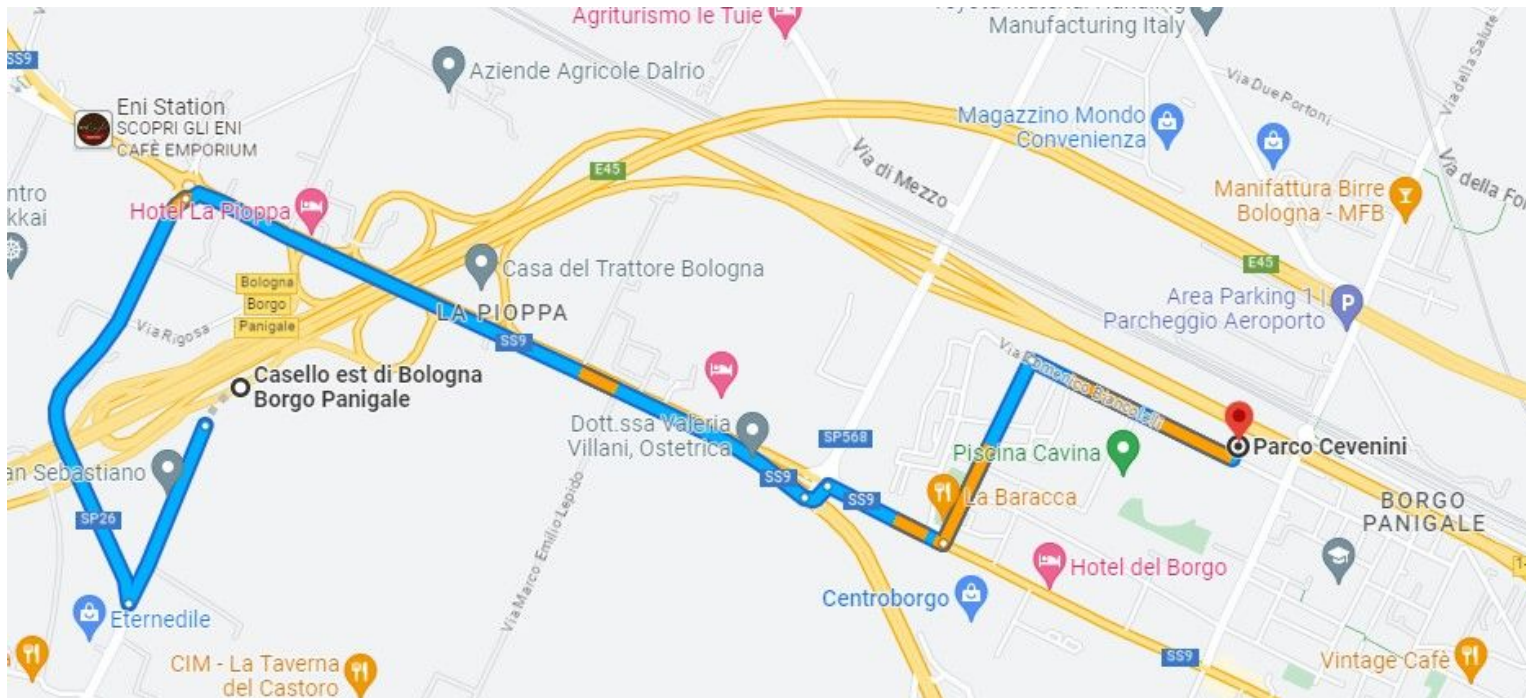 Agriturismo le Tuie
Manufacturing Italy
SS9
Aziende Agricole Dalrio
Via Due Portoni
Via della Salute
Eni Station
SCOPRI GLI ENI
CAFÈ EMPORIUM
Magazzino Mondo
Convenienza
E45
Via di Mezzo
Via della
Manifattura Birre
Bologna - MFB
Hotel La Pioppa
Casa del Trattore Bologna
E45
Bologna
Borgo
Panigale
LA PIOPPA
Area Parking 1 |
Parcheggio Aeroporto
P
Via Rigosa
SS9
Via Domenico Biancolelli
Casello est di Bologna
Borgo Panigale
Dott.ssa Valeria
Villani, Ostetrica
SP568
Piscina Cavina
Parco Cevenini
an Sebastiano
SS9
SS9
La Baracca
BORGO
PANIGALE
SP26
Via Marco Emilio Lepido
Hotel del Borgo
Centroborgo
Eternedile
SS9
CIM - La Taverna
del Castoro
Vintage Cafè